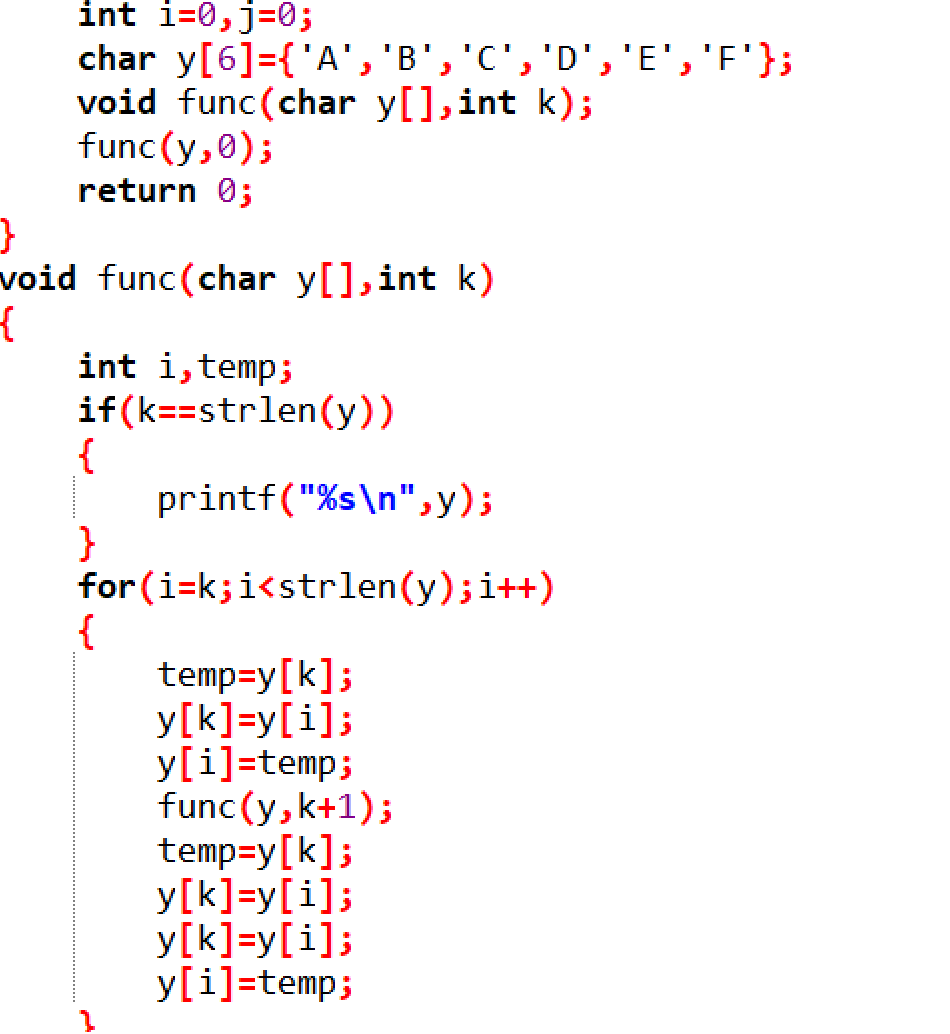 int i=0,j=0;
char y[6]={'A','B','C','D','E','F'};
void func(char y[],int k);
func(y,0);
return 0;
}
void func(char y[],int k)
{
int i,temp;
if(k==strlen(y))
{
printf("%s\n",y);
}
for(i=k;i<strlen(y);i++)
{
temp=y[k];
y[k]=y[i];
y[i]=temp;
func(y,k+1);
temp=y[k];
y[k]=y[i];
y[k]=y[i];
y[i]=temp;
}